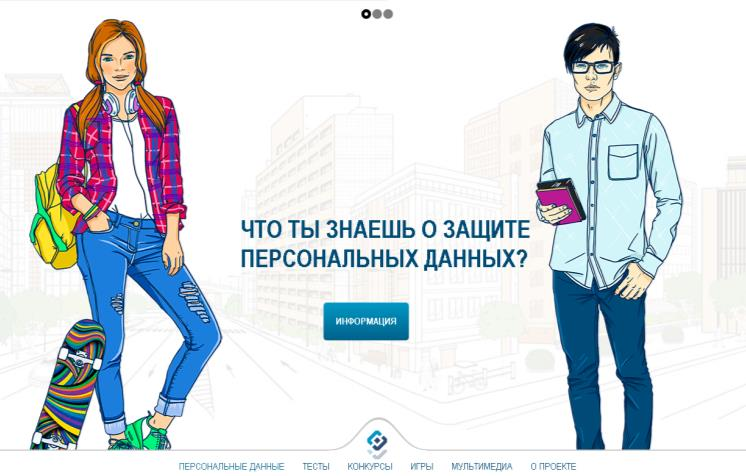 ЧТО ТЫ ЗНАЕШЬ О ЗАЩИТЕ
ПЕРСОНАЛЬНЫХ ДАННЫХ?
ИНФОРМАЦИЯ
ПЕРСОНАЛЬНЫЕ ДАННЫЕ ТЕСТЫ КОНКУРСЫ ИГРЫ МУЛЬТИМЕДИА О ПРОЕКТЕ